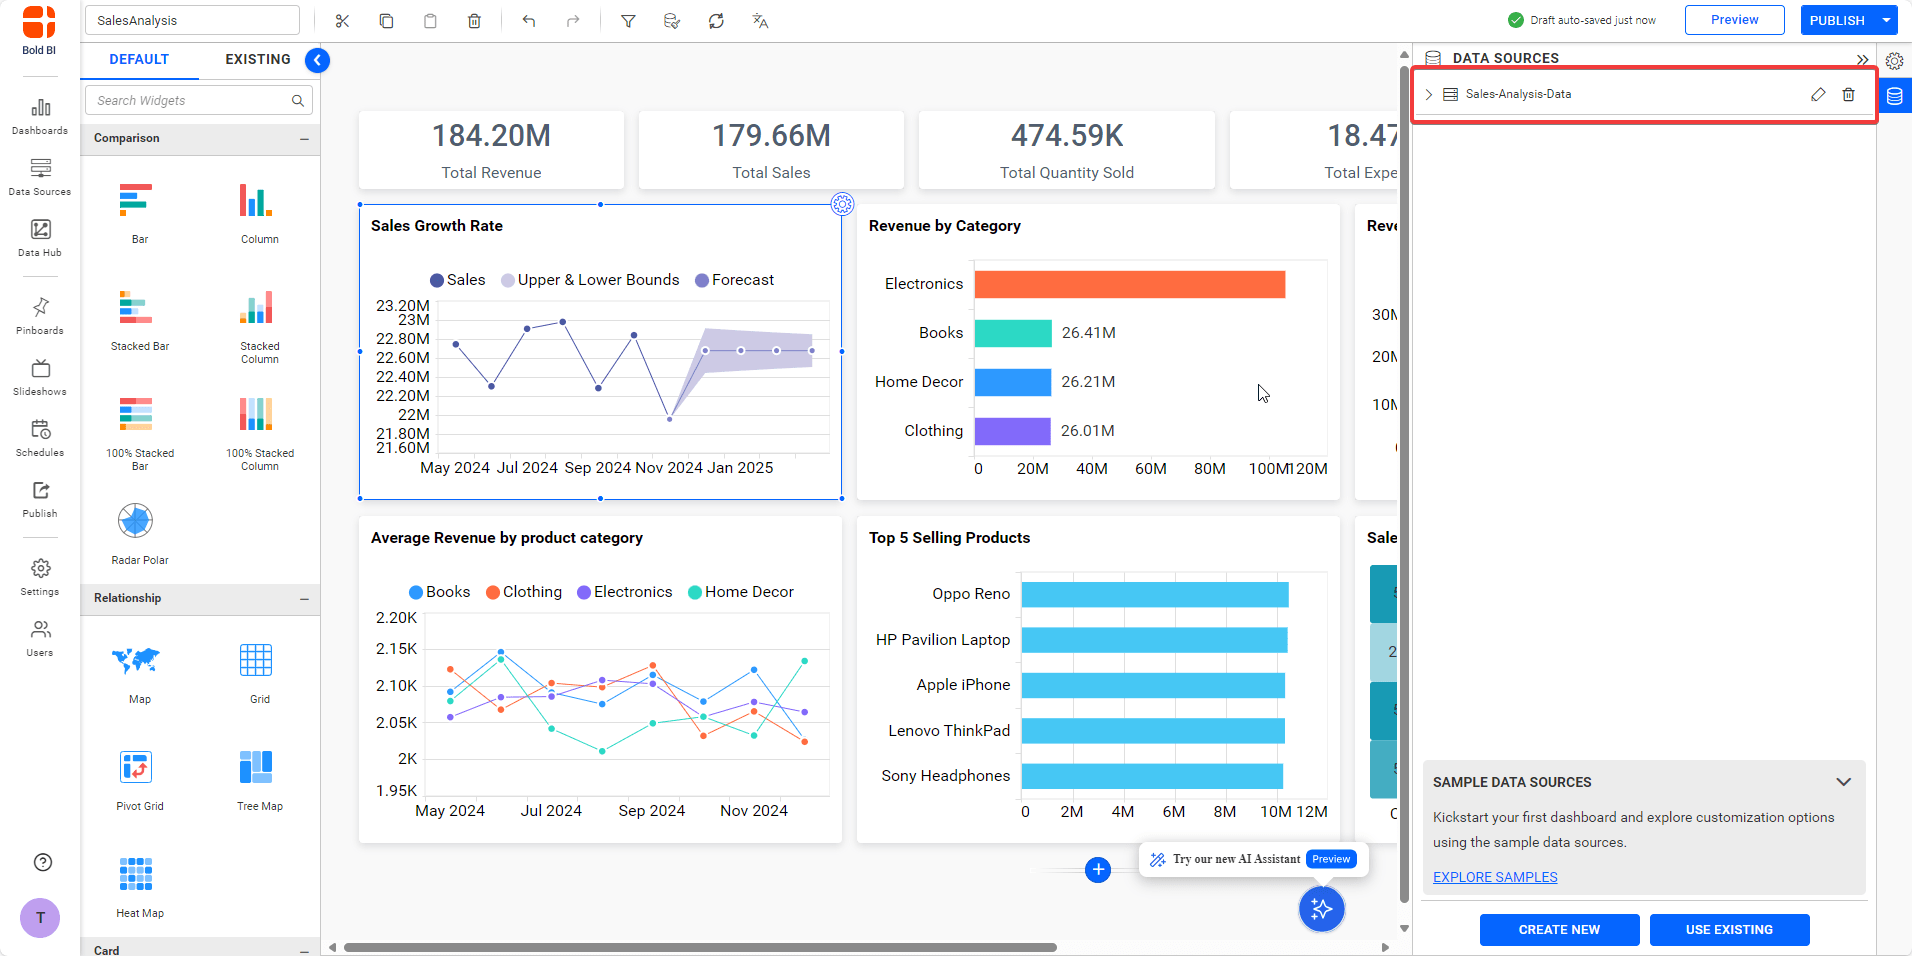 SalesAnalysis
Draft auto-saved just now
Preview
PUBLISH
Bold BI
Dashboards
Data Sources
Data Hub
Pinboards
Slideshows
Schedules
Publish
Settings
Users
T
DEFAULT
EXISTING
Search Widgets
Comparison
Bar
Column
Stacked Bar
Stacked
Column
100% Stacked
Bar
100% Stacked
Column
Radar Polar
Relationship
Map
Grid
Pivot Grid
Tree Map
Heat Map
Card
184.20M
Total Revenue
179.66M
Total Sales
474.59K
Total Quantity Sold
18.47
Total Expe
Sales Growth Rate
Sales
Upper & Lower Bounds
Forecast
23.20M
23M
22.80M
22.60M
22.40M
22.20M
22M
21.80M
21.60M
May 2024 Jul 2024 Sep 2024 Nov 2024 Jan 2025
Revenue by Category
Electronics
Books
26.41M
Home Decor
26.21M
Clothing
26.01M
0 20M 40M 60M 80M 100M 120M
Reve
30M
20M
10M
Average Revenue by product category
Books
Clothing
Electronics
Home Decor
2.20K
2.15K
2.10K
2.05K
2K
1.95K
May 2024 Jul 2024 Sep 2024 Nov 2024
Top 5 Selling Products
Oppo Reno
HP Pavilion Laptop
Apple iPhone
Lenovo ThinkPad
Sony Headphones
0 2M 4M 6M 8M 10M 12M
Sale
2
Try our new AI Assistant
Preview
DATA SOURCES
Sales-Analysis-Data
SAMPLE DATA SOURCES
Kickstart your first dashboard and explore customization options
using the sample data sources.
EXPLORE SAMPLES
CREATE NEW
USE EXISTING